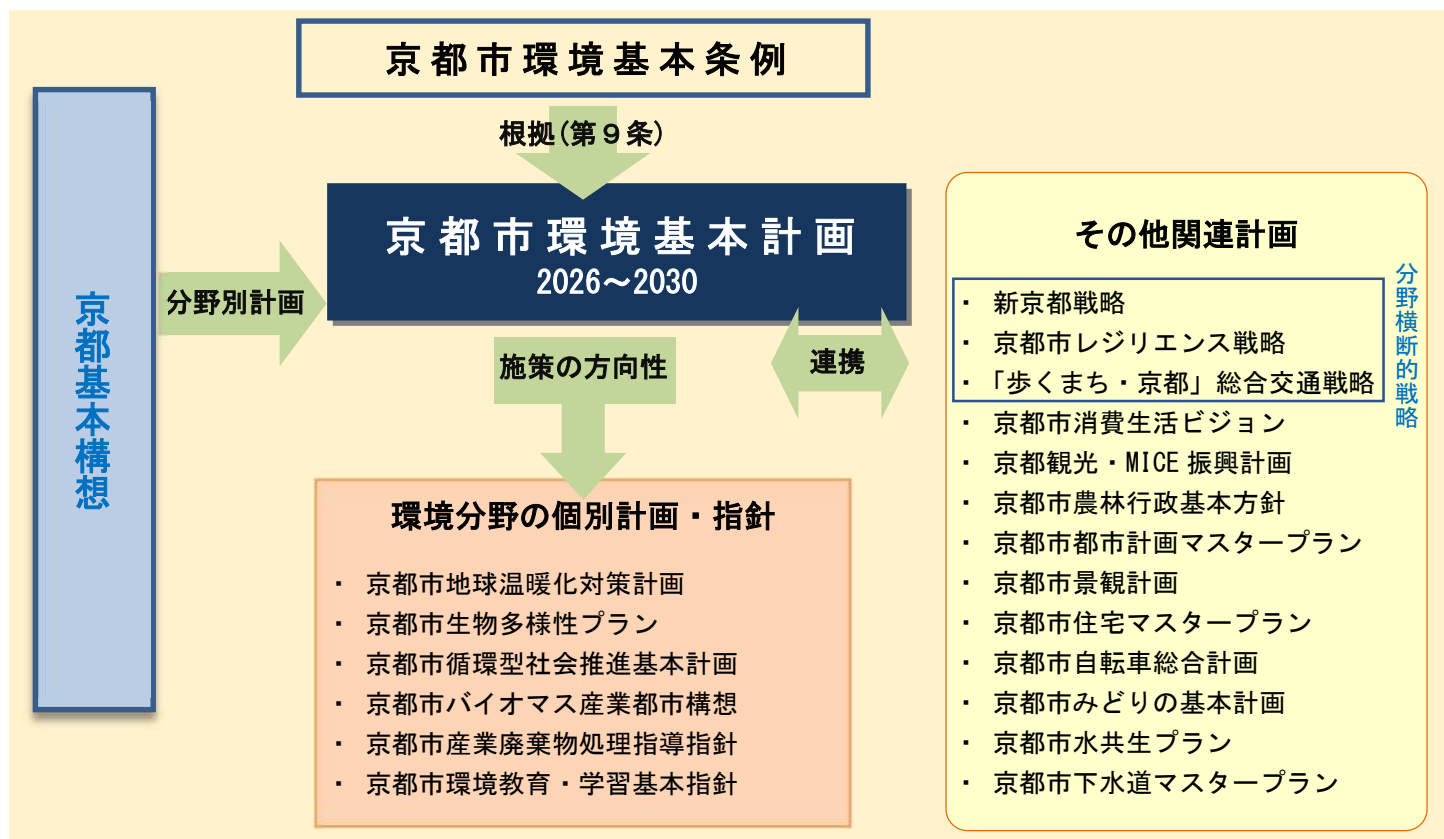 京都市環境基本条例
根拠(第９条)
京都基本構想
分野別計画
京都市環境基本計画
2026～2030
施策の方向性
連携
環境分野の個別計画・指針
・ 京都市地球温暖化対策計画
・ 京都市生物多様性プラン
・ 京都市循環型社会推進基本計画
・ 京都市バイオマス産業都市構想
・ 京都市産業廃棄物処理指導指針
・ 京都市環境教育・学習基本指針
その他関連計画
・ 新京都戦略
・ 京都市レジリエンス戦略
・ 「歩くまち・京都」総合交通戦略
分野横断的戦略
・ 京都市消費生活ビジョン
・ 京都観光・MICE 振興計画
・ 京都市農林行政基本方針
・ 京都市都市計画マスタープラン
・ 京都市景観計画
・ 京都市住宅マスタープラン
・ 京都市自転車総合計画
・ 京都市みどりの基本計画
・ 京都市水共生プラン
・ 京都市下水道マスタープラン